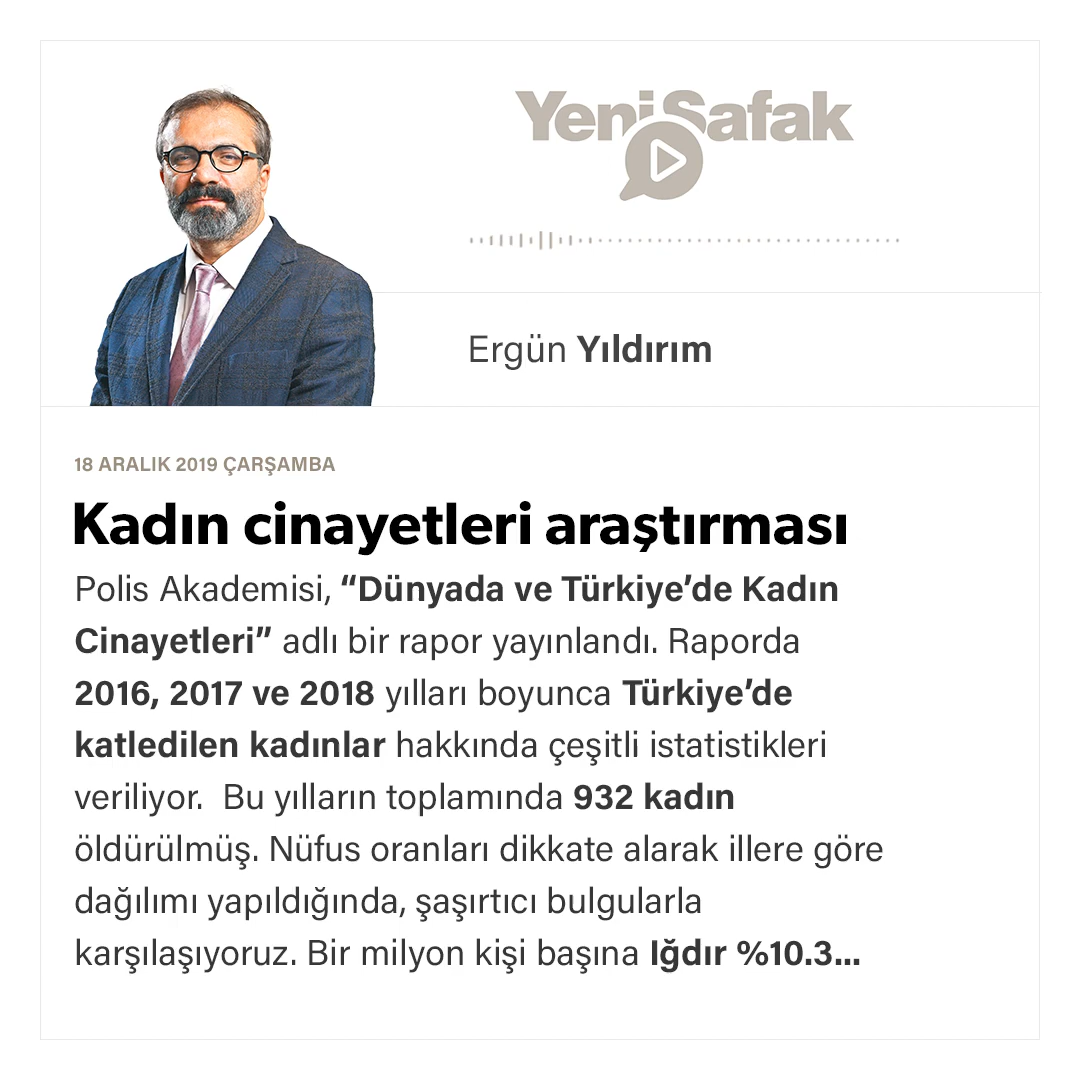 YeniŞafak
Ergün Yıldırım
18 ARALIK 2019 ÇARŞAMBA
Kadın cinayetleri araştırması
Polis Akademisi, “Dünyada ve Türkiye’de Kadın
Cinayetleri” adlı bir rapor yayınlandı. Raporda
2016, 2017 ve 2018 yılları boyunca Türkiye’de
katledilen kadınlar hakkında çeşitli istatistikleri
veriliyor.  Bu yılların toplamında 932 kadın
öldürülmüş. Nüfus oranları dikkate alarak illere göre
dağılımı yapıldığında, şaşırtıcı bulgularla
karşılaşıyoruz. Bir milyon kişi başına Iğdır %10.3...